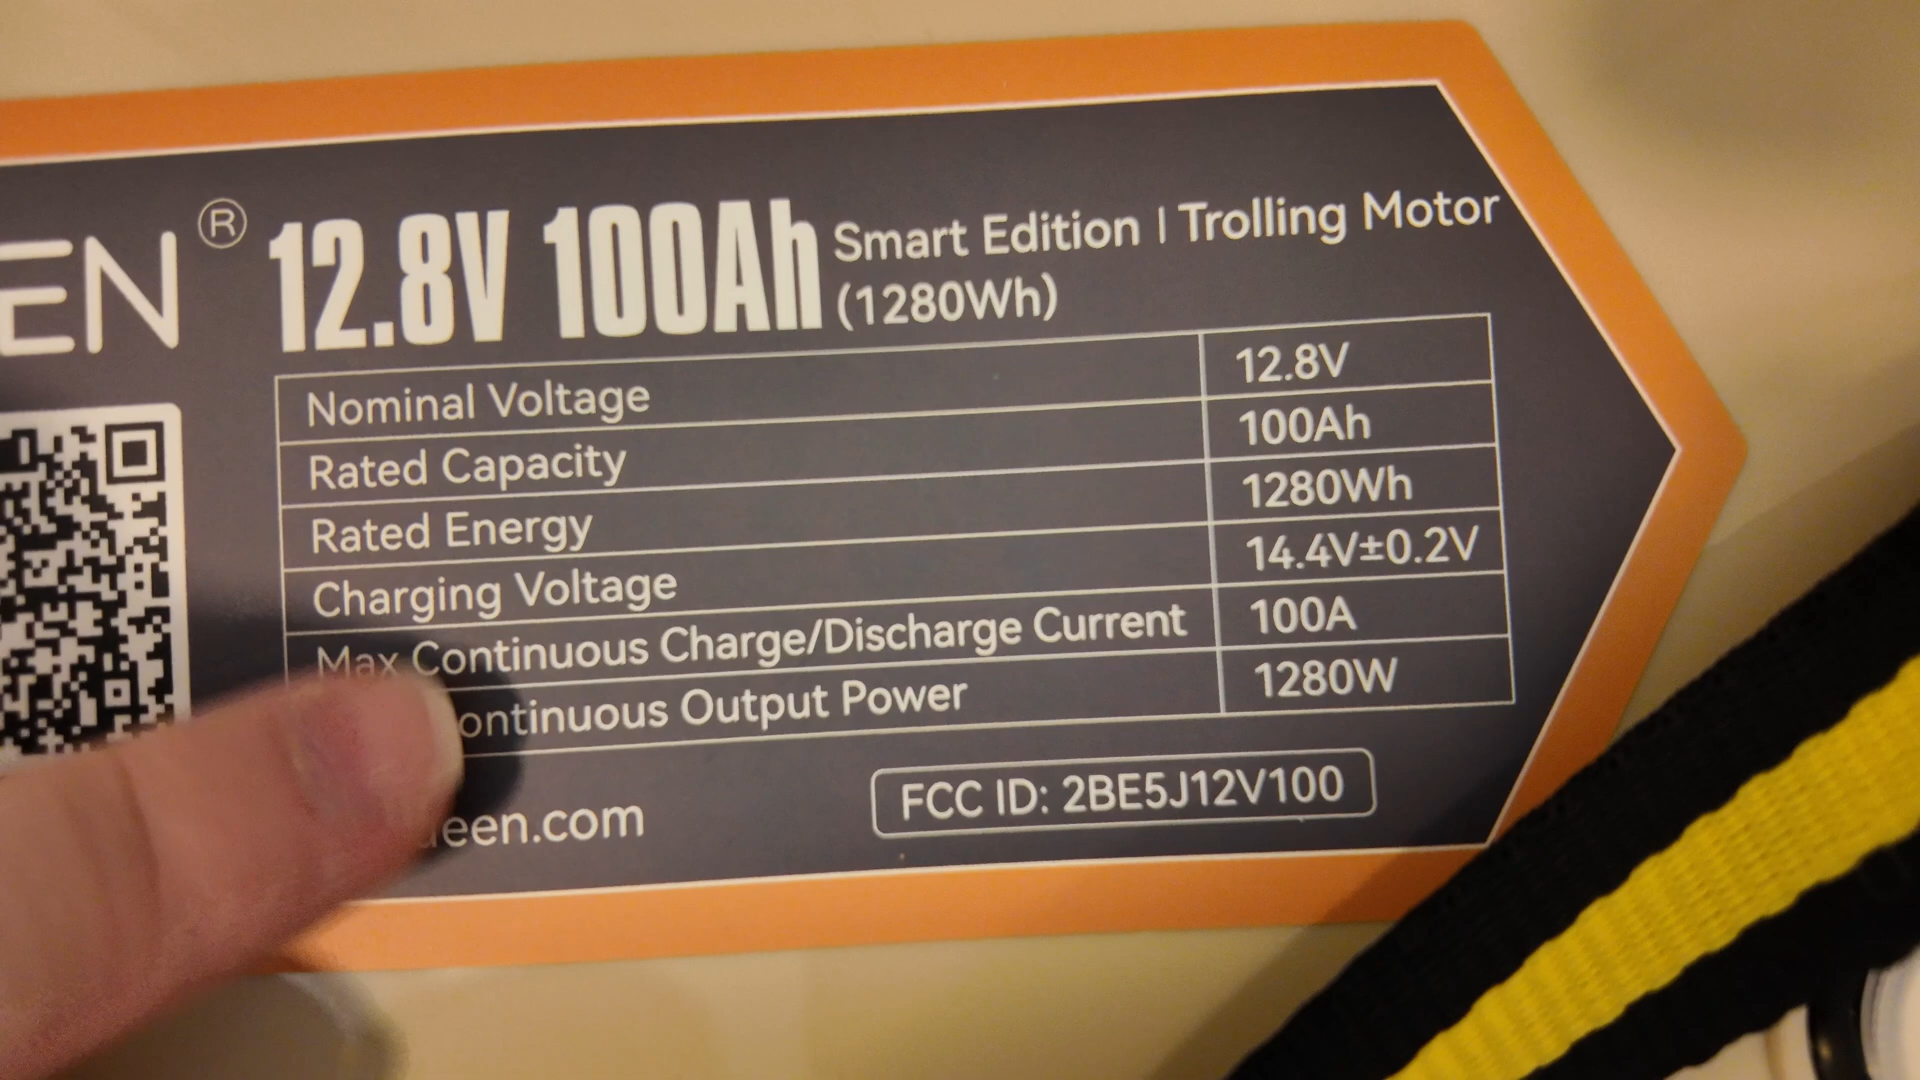 EN®
12.8V 100Ah Smart Edition | Trolling Motor
(1280Wh)
Nominal Voltage 12.8V
Rated Capacity 100Ah
Rated Energy 1280Wh
Charging Voltage 14.4V±0.2V
Max Continuous Charge/Discharge Current 100A
ontinuous Output Power 1280W
een.com
FCC ID: 2BE5J12V100